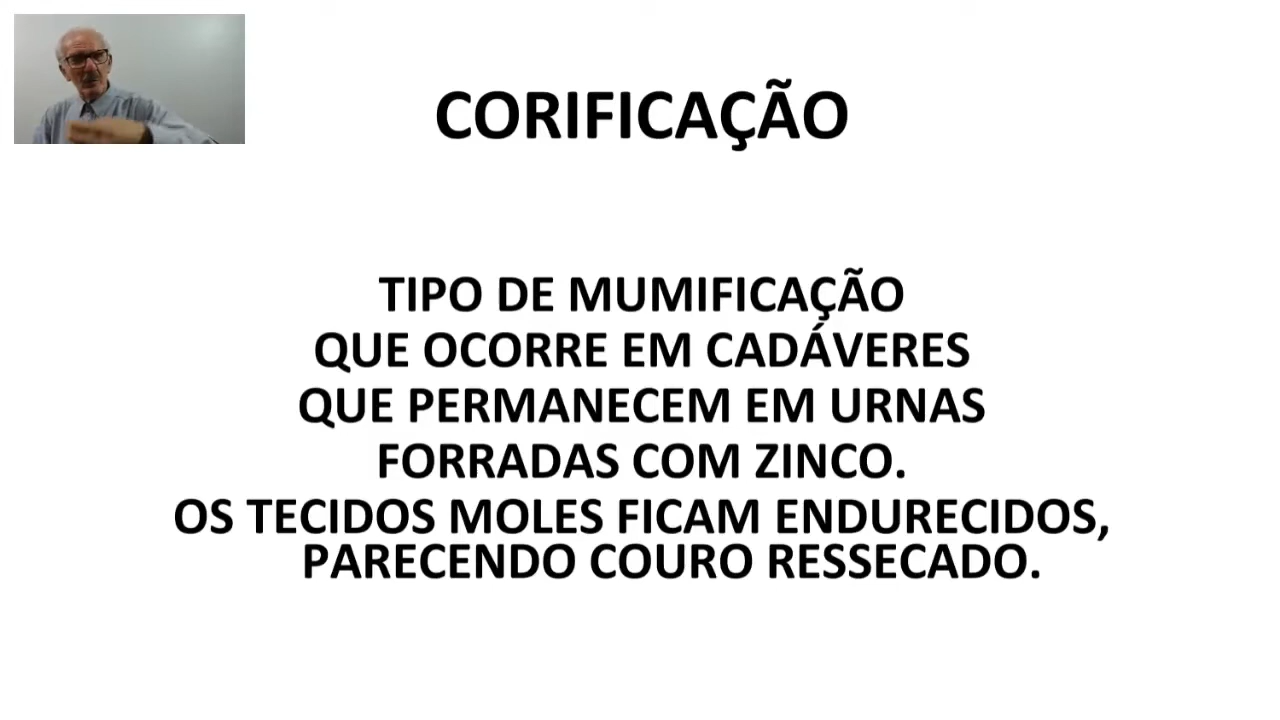 CORIFICAÇÃO
TIPO DE MUMIFICAÇÃO
QUE OCORRE EM CADÁVERES
QUE PERMANECEM EM URNAS
FORRADAS COM ZINCO.
OS TECIDOS MOLES FICAM ENDURECIDOS,
PARECENDO COURO RESSECADO.